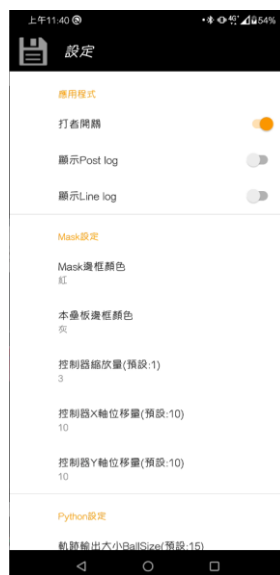 上午11:40
4G 54%
設定
應用程式
打者開關
顯示Post log
顯示Line log
Mask設定
Mask邊框顏色
紅
本壘板邊框顏色
灰
控制器縮放量(預設:1)
3
控制器X軸位移量(預設:10)
10
控制器Y軸位移量(預設:10)
10
Python設定
軌跡輸出大小BallSize(預設:15)